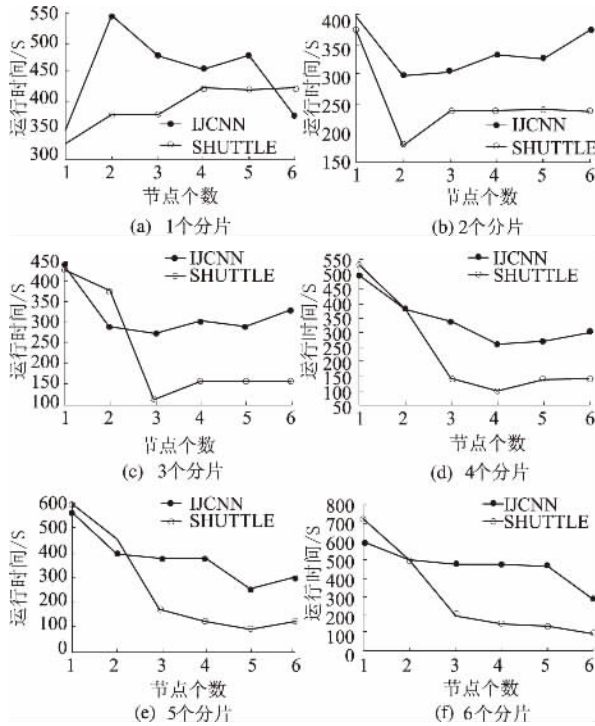 运行时间/S
550
500
450
400
350
300
IJCNN
SHUTTLE
1 2 3 4 5 6
节点个数
(a) 1个分片
运行时间/S
400
350
300
250
200
150
IJCNN
SHUTTLE
1 2 3 4 5 6
节点个数
(b) 2个分片
运行时间/S
450
400
350
300
250
200
150
100
IJCNN
SHUTTLE
1 2 3 4 5 6
节点个数
(c) 3个分片
运行时间/S
550
500
450
400
350
300
250
200
150
100
50
IJCNN
SHUTTLE
1 2 3 4 5 6
节点个数
(d) 4个分片
运行时间/S
600
500
400
300
200
100
0
IJCNN
SHUTTLE
1 2 3 4 5 6
节点个数
(e) 5个分片
运行时间/S
800
700
600
500
400
300
200
100
0
IJCNN
SHUTTLE
1 2 3 4 5 6
节点个数
(f) 6个分片